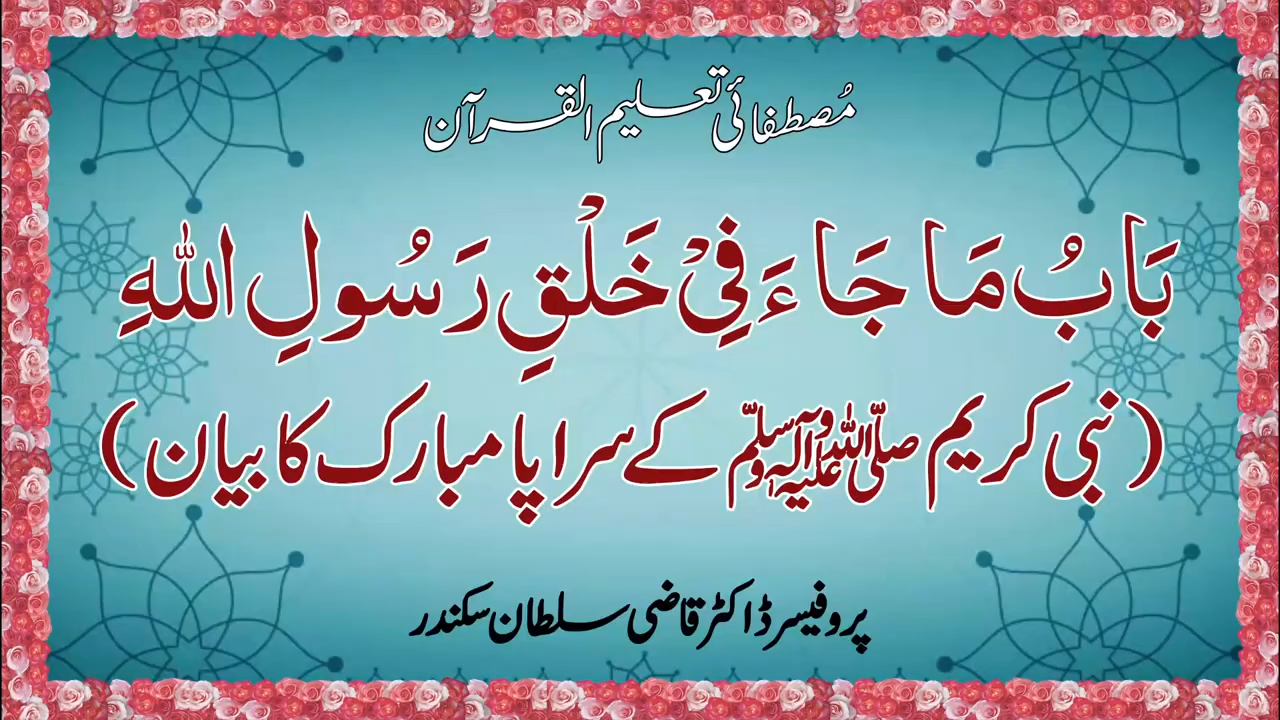 مُصطفائی تعلیم القرآن
بَابُ مَا جَاءَ فِیْ خَلْقِ رَسُولِ اللّٰهِ
(نبی کریم صلی اللہ علیہ وآلہ وسلم کے سراپا مبارک کا بیان)
پروفیسر ڈاکٹر قاضی سلطان سکندر